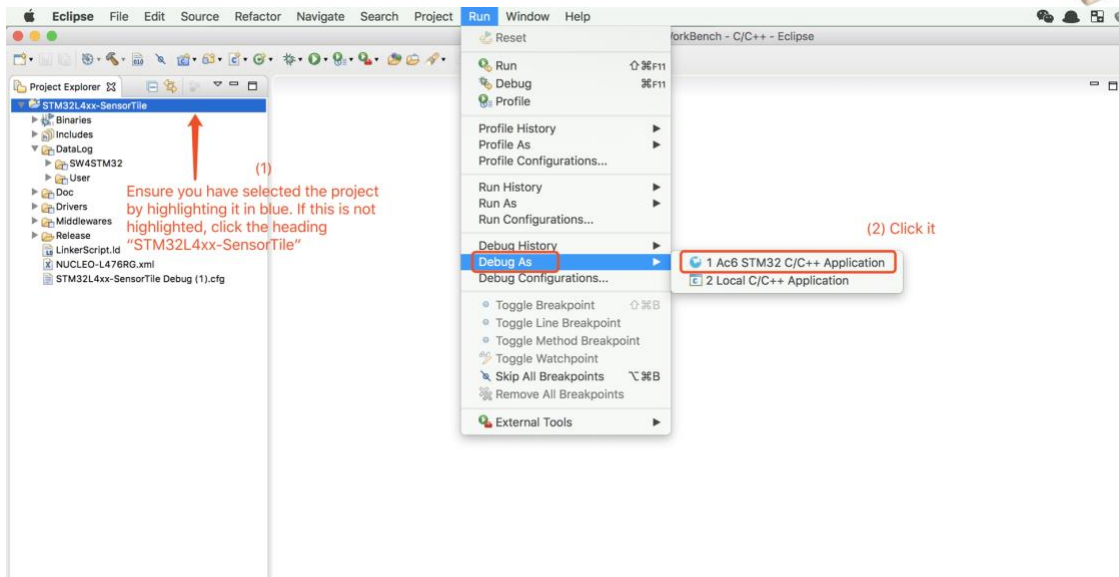 Eclipse File Edit Source Refactor Navigate Search Project Run Window Help
orkBench - C/C++ - Eclipse
Project Explorer
STM32L4xx-SensorTile
Binaries
Includes
DataLog
SW4STM32
User
Doc
Drivers
Middlewares
Release
LinkerScript.ld
NUCLEO-L476RG.xml
STM32L4xx-SensorTile Debug (1).cfg
(1)
Ensure you have selected the project
by highlighting it in blue. If this is not
highlighted, click the heading
“STM32L4xx-SensorTile”
Reset
Run ⇧⌘F11
Debug ⌘F11
Profile
Profile History
Profile As
Profile Configurations...
Run History
Run As
Run Configurations...
Debug History
Debug As
Debug Configurations...
Toggle Breakpoint ⇧⌘B
Toggle Line Breakpoint
Toggle Method Breakpoint
Toggle Watchpoint
Skip All Breakpoints ⌥⌘B
Remove All Breakpoints
External Tools
(2) Click it
1 Ac6 STM32 C/C++ Application
2 Local C/C++ Application